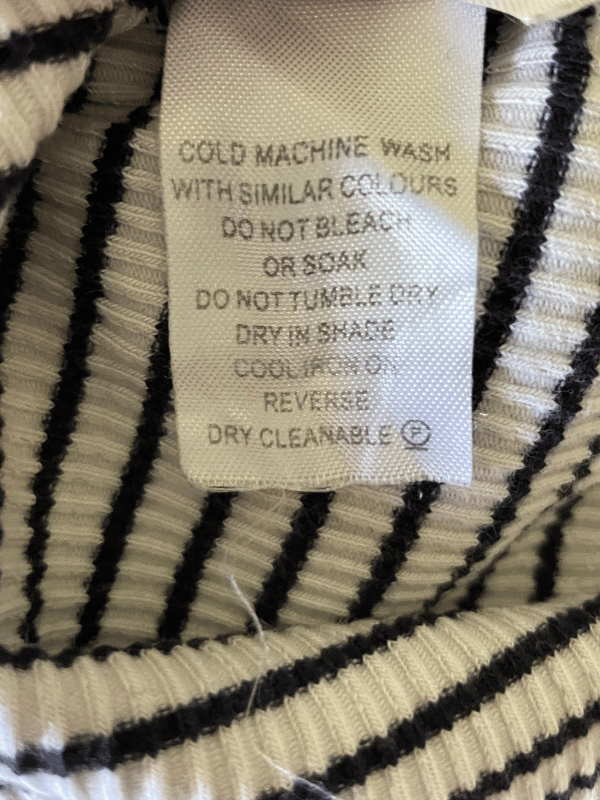 COLD MACHINE WASH
WITH SIMILAR COLOURS
DO NOT BLEACH
OR SOAK
DO NOT TUMBLE DRY
DRY IN SHADE
COOL IRON ON
REVERSE
DRY CLEANABLE Ⓟ